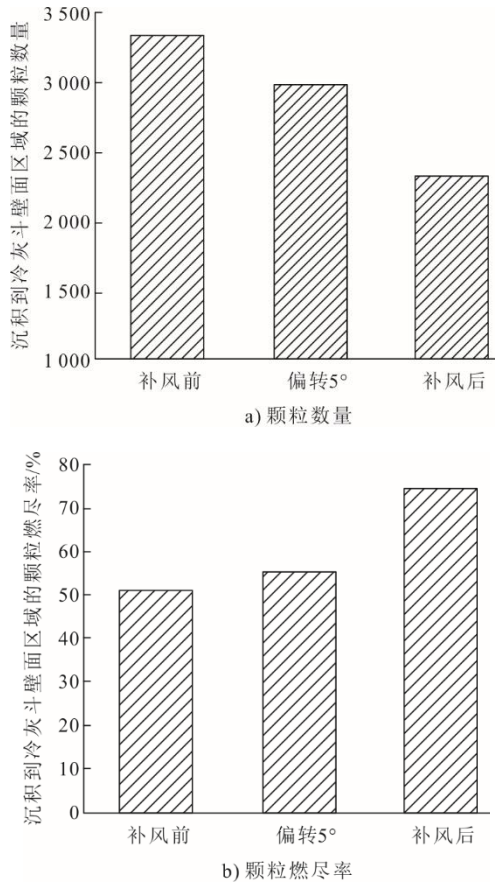 沉积到冷灰斗壁面区域的颗粒数量
3 500
3 000
2 500
2 000
1 500
1 000
补风前
偏转5°
补风后
a) 颗粒数量
沉积到冷灰斗壁面区域的颗粒燃尽率/%
80
70
60
50
40
30
20
10
0
补风前
偏转5°
补风后
b) 颗粒燃尽率